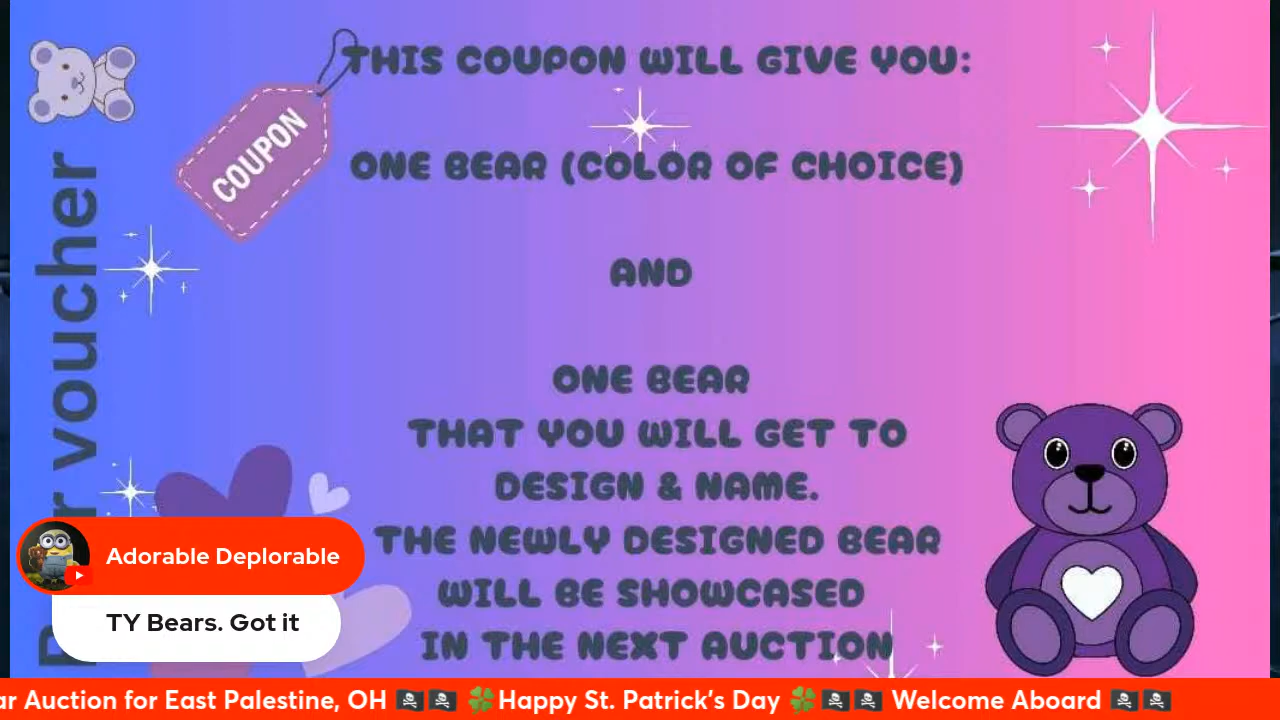 THIS COUPON WILL GIVE YOU:
COUPON
ONE BEAR (COLOR OF CHOICE)
AND
ONE BEAR
THAT YOU WILL GET TO
DESIGN & NAME.
THE NEWLY DESIGNED BEAR
WILL BE SHOWCASED
IN THE NEXT AUCTION
voucher
Adorable Deplorable
TY Bears. Got it
Auction for East Palestine, OH 🏴‍☠️🏴‍☠️ 🍀Happy St. Patrick's Day 🍀🏴‍☠️🏴‍☠️ Welcome Aboard 🏴‍☠️🏴‍☠️